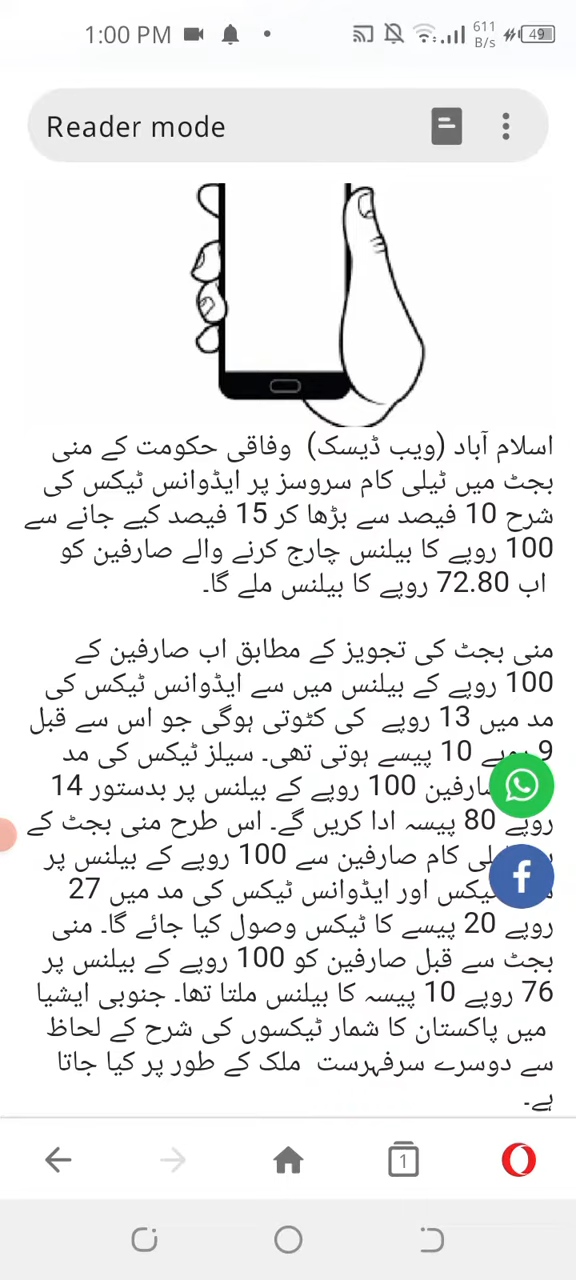 1:00 PM
611 B/s
49
Reader mode
اسلام آباد (ویب ڈیسک) وفاقی حکومت کے منی
بجٹ میں ٹیلی کام سروسز پر ایڈوانس ٹیکس کی
شرح 10 فیصد سے بڑھا کر 15 فیصد کیے جانے سے
100 روپے کا بیلنس چارج کرنے والے صارفین کو
اب 72.80 روپے کا بیلنس ملے گا۔
منی بجٹ کی تجویز کے مطابق اب صارفین کے
100 روپے کے بیلنس میں سے ایڈوانس ٹیکس کی
مد میں 13 روپے کی کٹوتی ہوگی جو اس سے قبل
9 روپے 10 پیسے ہوتی تھی۔ سیلز ٹیکس کی مد
صارفین 100 روپے کے بیلنس پر بدستور 14
روپے 80 پیسہ ادا کریں گے۔ اس طرح منی بجٹ کے
ٹیلی کام صارفین سے 100 روپے کے بیلنس پر
ٹیکس اور ایڈوانس ٹیکس کی مد میں 27
روپے 20 پیسے کا ٹیکس وصول کیا جائے گا۔ منی
بجٹ سے قبل صارفین کو 100 روپے کے بیلنس پر
76 روپے 10 پیسہ کا بیلنس ملتا تھا۔ جنوبی ایشیا
میں پاکستان کا شمار ٹیکسوں کی شرح کے لحاظ
سے دوسرے سرفہرست ملک کے طور پر کیا جاتا
ہے۔
1